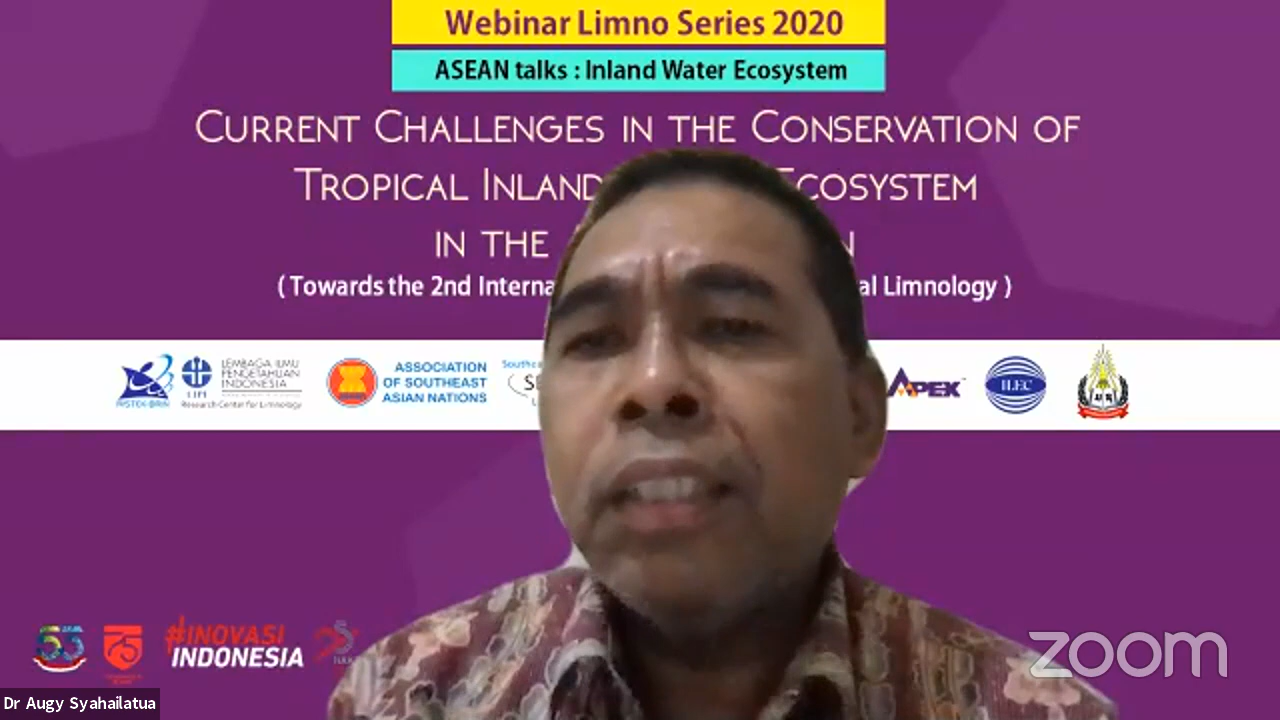 Webinar Limno Series 2020
ASEAN talks : Inland Water Ecosystem
CURRENT CHALLENGES IN THE CONSERVATION OF
TROPICAL INLAND ECOSYSTEM
IN THE
( Towards the 2nd Interna al Limnology )
LEMBAGA ILMU
PENGETAHUAN
INDONESIA
LIPI
Research Center for Limnology
ASSOCIATION
OF SOUTHEAST
ASIAN NATIONS
APEX
ILEC
53
75
#INOVASI
INDONESIA
Dr Augy Syahailatua
zoom